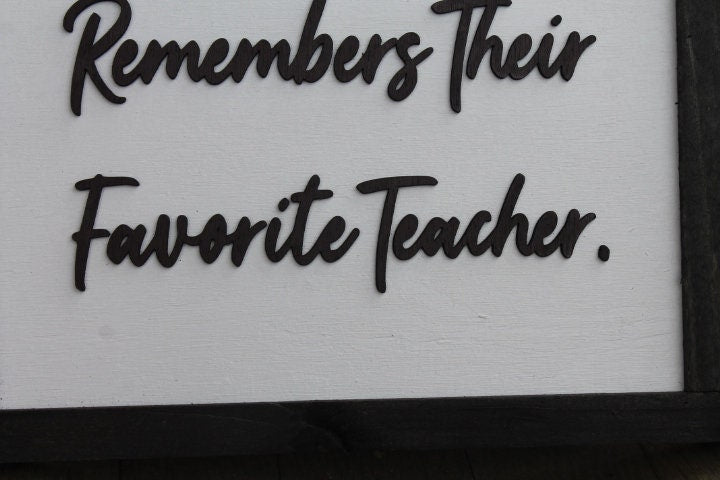 Remembers Their
Favorite Teacher.